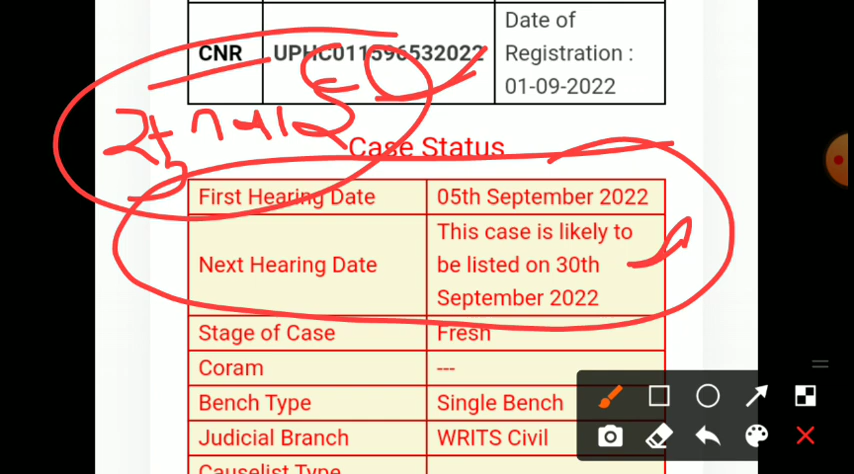 CNR UPHC011596532022 Date of
Registration :
01-09-2022
Case Status
First Hearing Date 05th September 2022
Next Hearing Date This case is likely to
be listed on 30th
September 2022
Stage of Case Fresh
Coram ---
Bench Type Single Bench
Judicial Branch WRITS Civil
Causelist Type